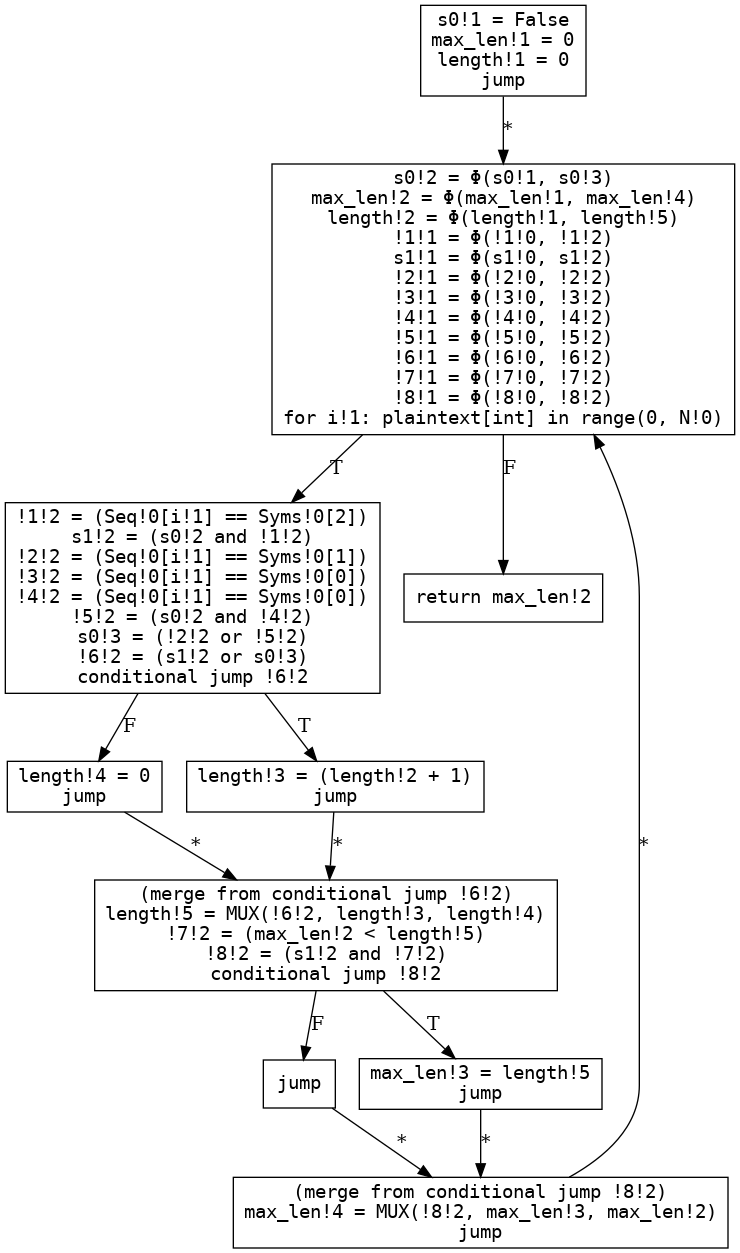 s0!1 = False
max_len!1 = 0
length!1 = 0
jump
*
s0!2 = Φ(s0!1, s0!3)
max_len!2 = Φ(max_len!1, max_len!4)
length!2 = Φ(length!1, length!5)
!1!1 = Φ(!1!0, !1!2)
s1!1 = Φ(s1!0, s1!2)
!2!1 = Φ(!2!0, !2!2)
!3!1 = Φ(!3!0, !3!2)
!4!1 = Φ(!4!0, !4!2)
!5!1 = Φ(!5!0, !5!2)
!6!1 = Φ(!6!0, !6!2)
!7!1 = Φ(!7!0, !7!2)
!8!1 = Φ(!8!0, !8!2)
for i!1: plaintext[int] in range(0, N!0)
T
F
!1!2 = (Seq!0[i!1] == Syms!0[2])
s1!2 = (s0!2 and !1!2)
!2!2 = (Seq!0[i!1] == Syms!0[1])
!3!2 = (Seq!0[i!1] == Syms!0[0])
!4!2 = (Seq!0[i!1] == Syms!0[0])
!5!2 = (s0!2 and !4!2)
s0!3 = (!2!2 or !5!2)
!6!2 = (s1!2 or s0!3)
conditional jump !6!2
return max_len!2
F
T
length!4 = 0
jump
length!3 = (length!2 + 1)
jump
*
*
*
(merge from conditional jump !6!2)
length!5 = MUX(!6!2, length!3, length!4)
!7!2 = (max_len!2 < length!5)
!8!2 = (s1!2 and !7!2)
conditional jump !8!2
F
T
jump
max_len!3 = length!5
jump
*
*
(merge from conditional jump !8!2)
max_len!4 = MUX(!8!2, max_len!3, max_len!2)
jump